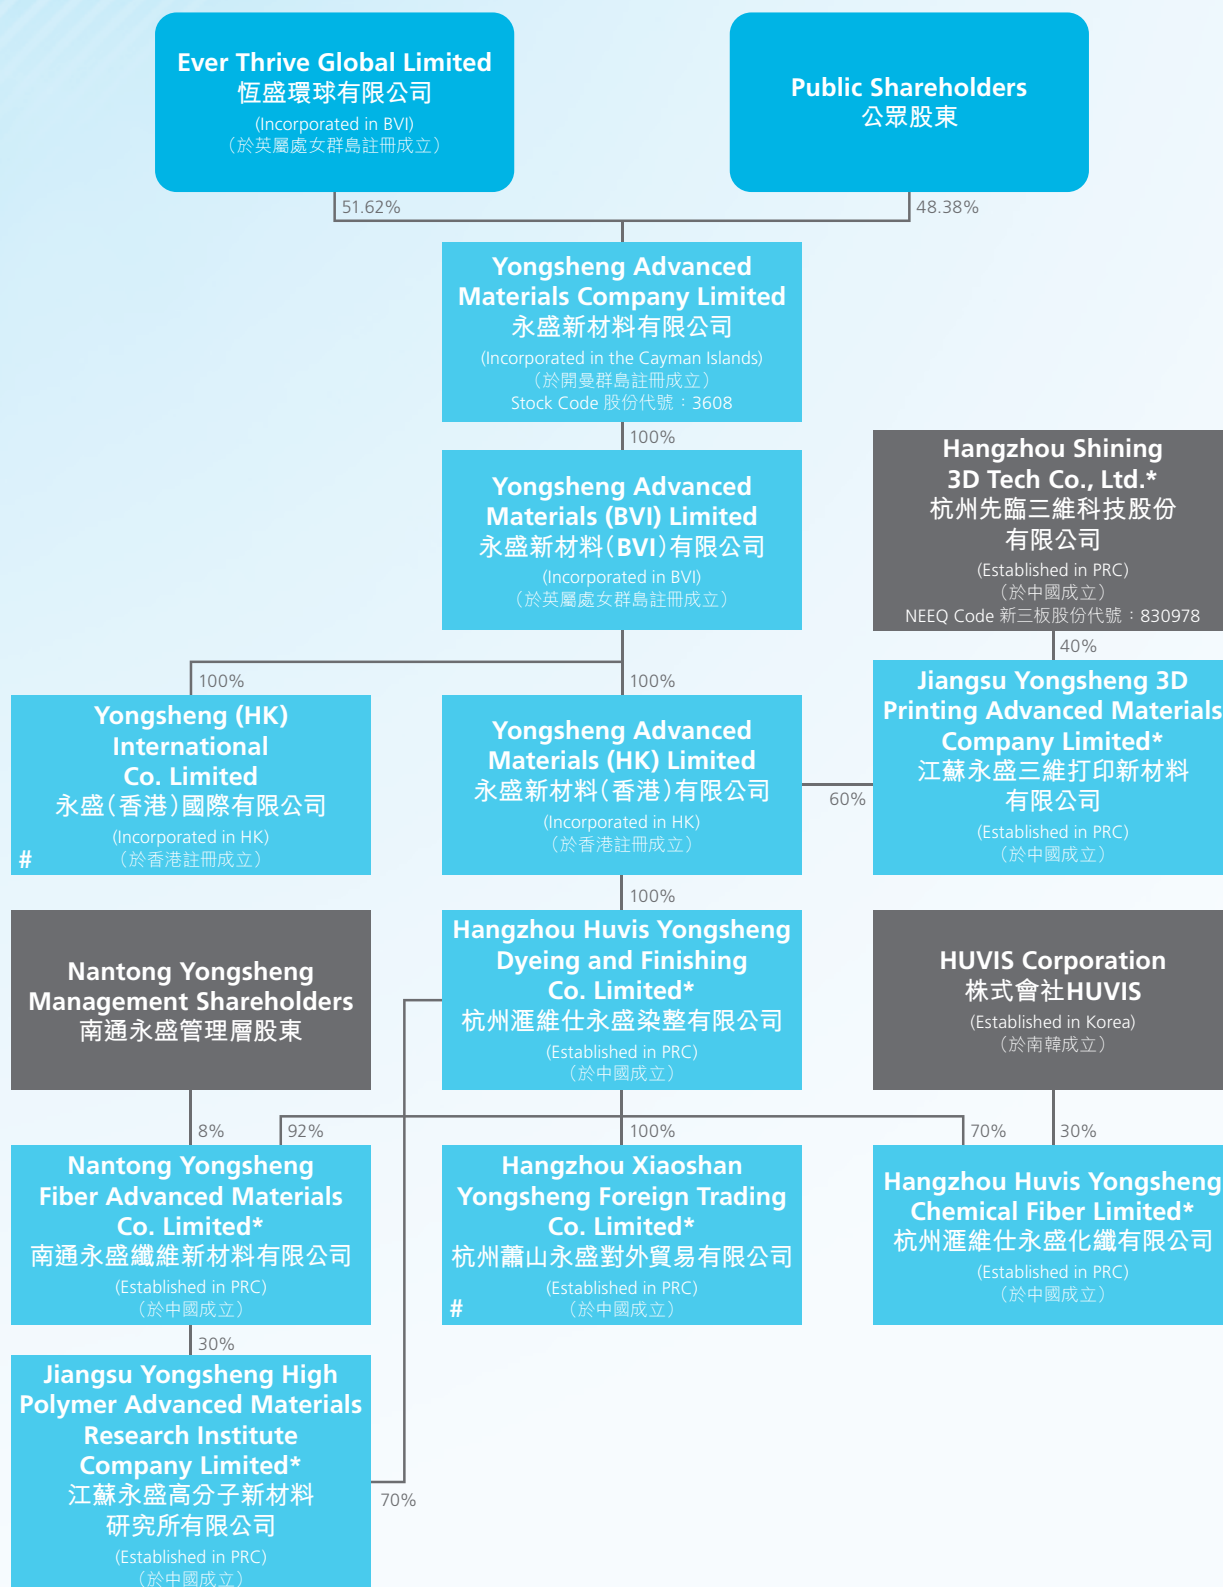 Ever Thrive Global Limited
恆盛環球有限公司
(Incorporated in BVI)
（於英屬處女群島註冊成立）
Public Shareholders
公眾股東
51.62%
48.38%
Yongsheng Advanced
Materials Company Limited
永盛新材料有限公司
(Incorporated in the Cayman Islands)
（於開曼群島註冊成立）
Stock Code 股份代號：3608
100%
Yongsheng Advanced
Materials (BVI) Limited
永盛新材料（BVI）有限公司
(Incorporated in BVI)
（於英屬處女群島註冊成立）
Hangzhou Shining
3D Tech Co., Ltd.*
杭州先臨三維科技股份
有限公司
(Established in PRC)
（於中國成立）
NEEQ Code 新三板股份代號：830978
100%
100%
40%
Yongsheng (HK)
International
Co. Limited
永盛（香港）國際有限公司
(Incorporated in HK)
（於香港註冊成立）
#
Yongsheng Advanced
Materials (HK) Limited
永盛新材料（香港）有限公司
(Incorporated in HK)
（於香港註冊成立）
60%
Jiangsu Yongsheng 3D
Printing Advanced Materials
Company Limited*
江蘇永盛三維打印新材料
有限公司
(Established in PRC)
（於中國成立）
100%
Nantong Yongsheng
Management Shareholders
南通永盛管理層股東
Hangzhou Huvis Yongsheng
Dyeing and Finishing
Co. Limited*
杭州滙維仕永盛染整有限公司
(Established in PRC)
（於中國成立）
HUVIS Corporation
株式會社HUVIS
(Established in Korea)
（於南韓成立）
8%
92%
100%
70%
30%
Nantong Yongsheng
Fiber Advanced Materials
Co. Limited*
南通永盛纖維新材料有限公司
(Established in PRC)
（於中國成立）
Hangzhou Xiaoshan
Yongsheng Foreign Trading
Co. Limited*
杭州蕭山永盛對外貿易有限公司
(Established in PRC)
（於中國成立）
#
Hangzhou Huvis Yongsheng
Chemical Fiber Limited*
杭州滙維仕永盛化纖有限公司
(Established in PRC)
（於中國成立）
30%
Jiangsu Yongsheng High
Polymer Advanced Materials
Research Institute
Company Limited*
江蘇永盛高分子新材料
研究所有限公司
(Established in PRC)
（於中國成立）
70%